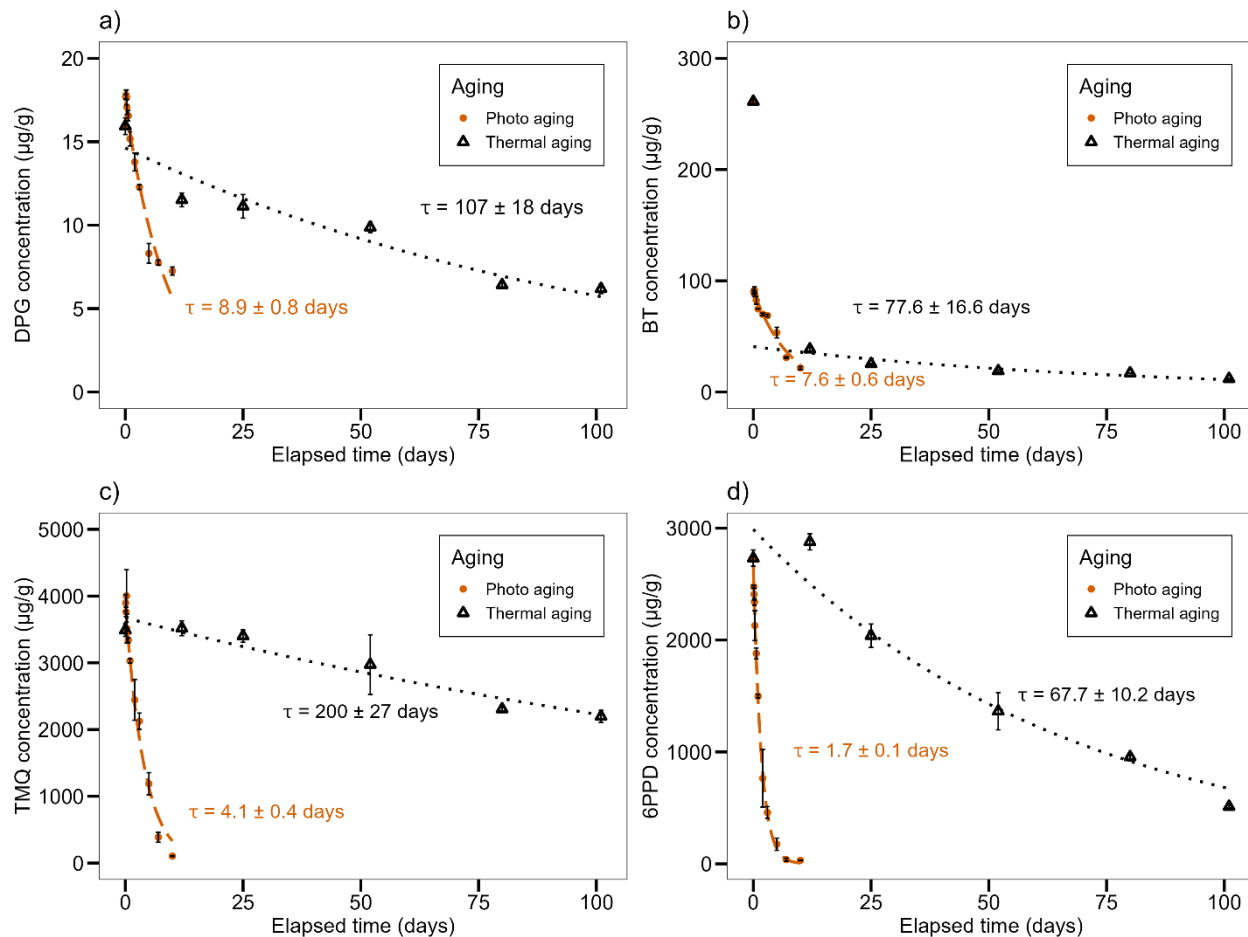 a)
20
15
10
5
0
DPG concentration (µg/g)
Aging
Photo aging
Thermal aging
τ = 107 ± 18 days
τ = 8.9 ± 0.8 days
0 25 50 75 100
Elapsed time (days)
b)
300
200
100
0
BT concentration (µg/g)
Aging
Photo aging
Thermal aging
τ = 77.6 ± 16.6 days
τ = 7.6 ± 0.6 days
0 25 50 75 100
Elapsed time (days)
c)
5000
4000
3000
2000
1000
0
TMQ concentration (µg/g)
Aging
Photo aging
Thermal aging
τ = 200 ± 27 days
τ = 4.1 ± 0.4 days
0 25 50 75 100
Elapsed time (days)
d)
3000
2000
1000
0
6PPD concentration (µg/g)
Aging
Photo aging
Thermal aging
τ = 67.7 ± 10.2 days
τ = 1.7 ± 0.1 days
0 25 50 75 100
Elapsed time (days)